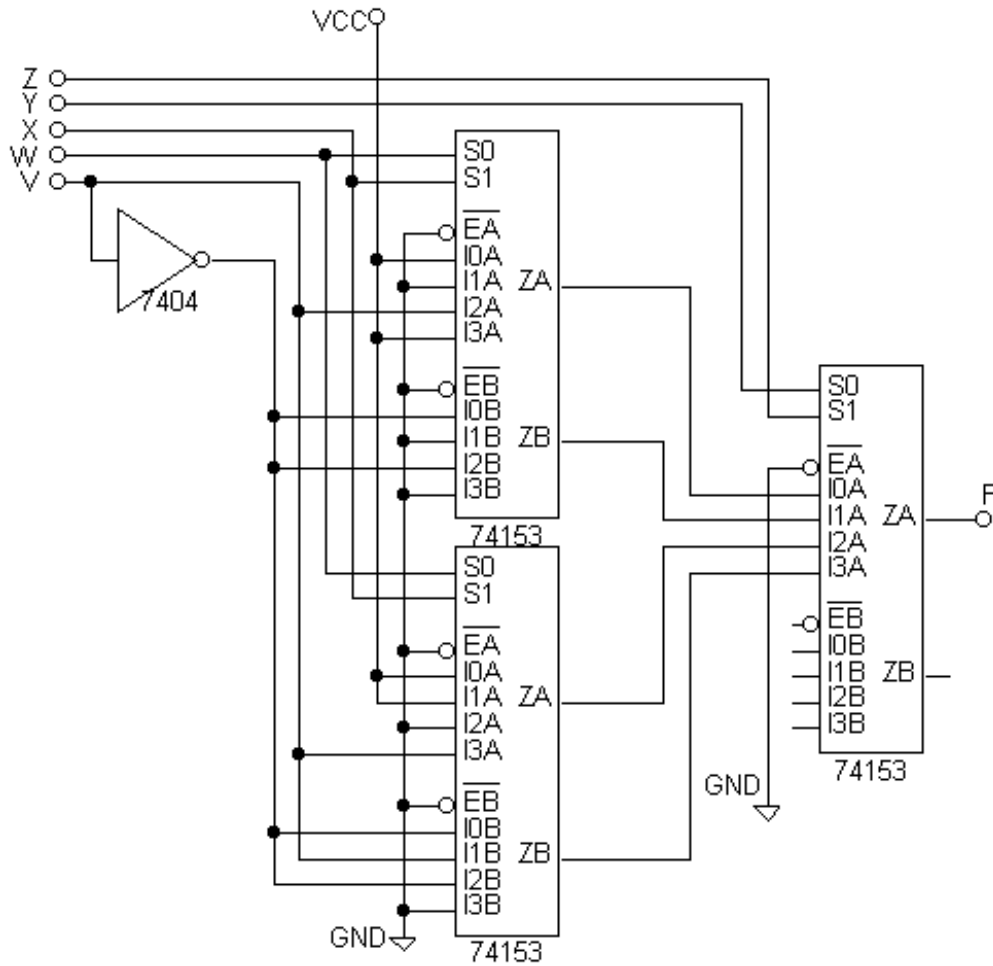 VCC
Z
Y
X
W
V
7404
S0
S1
EA
I0A
I1A
I2A
I3A
ZA
EB
I0B
I1B
I2B
I3B
ZB
74153
S0
S1
EA
I0A
I1A
I2A
I3A
ZA
EB
I0B
I1B
I2B
I3B
ZB
74153
GND
S0
S1
EA
I0A
I1A
I2A
I3A
ZA
EB
I0B
I1B
I2B
I3B
ZB
74153
GND
F